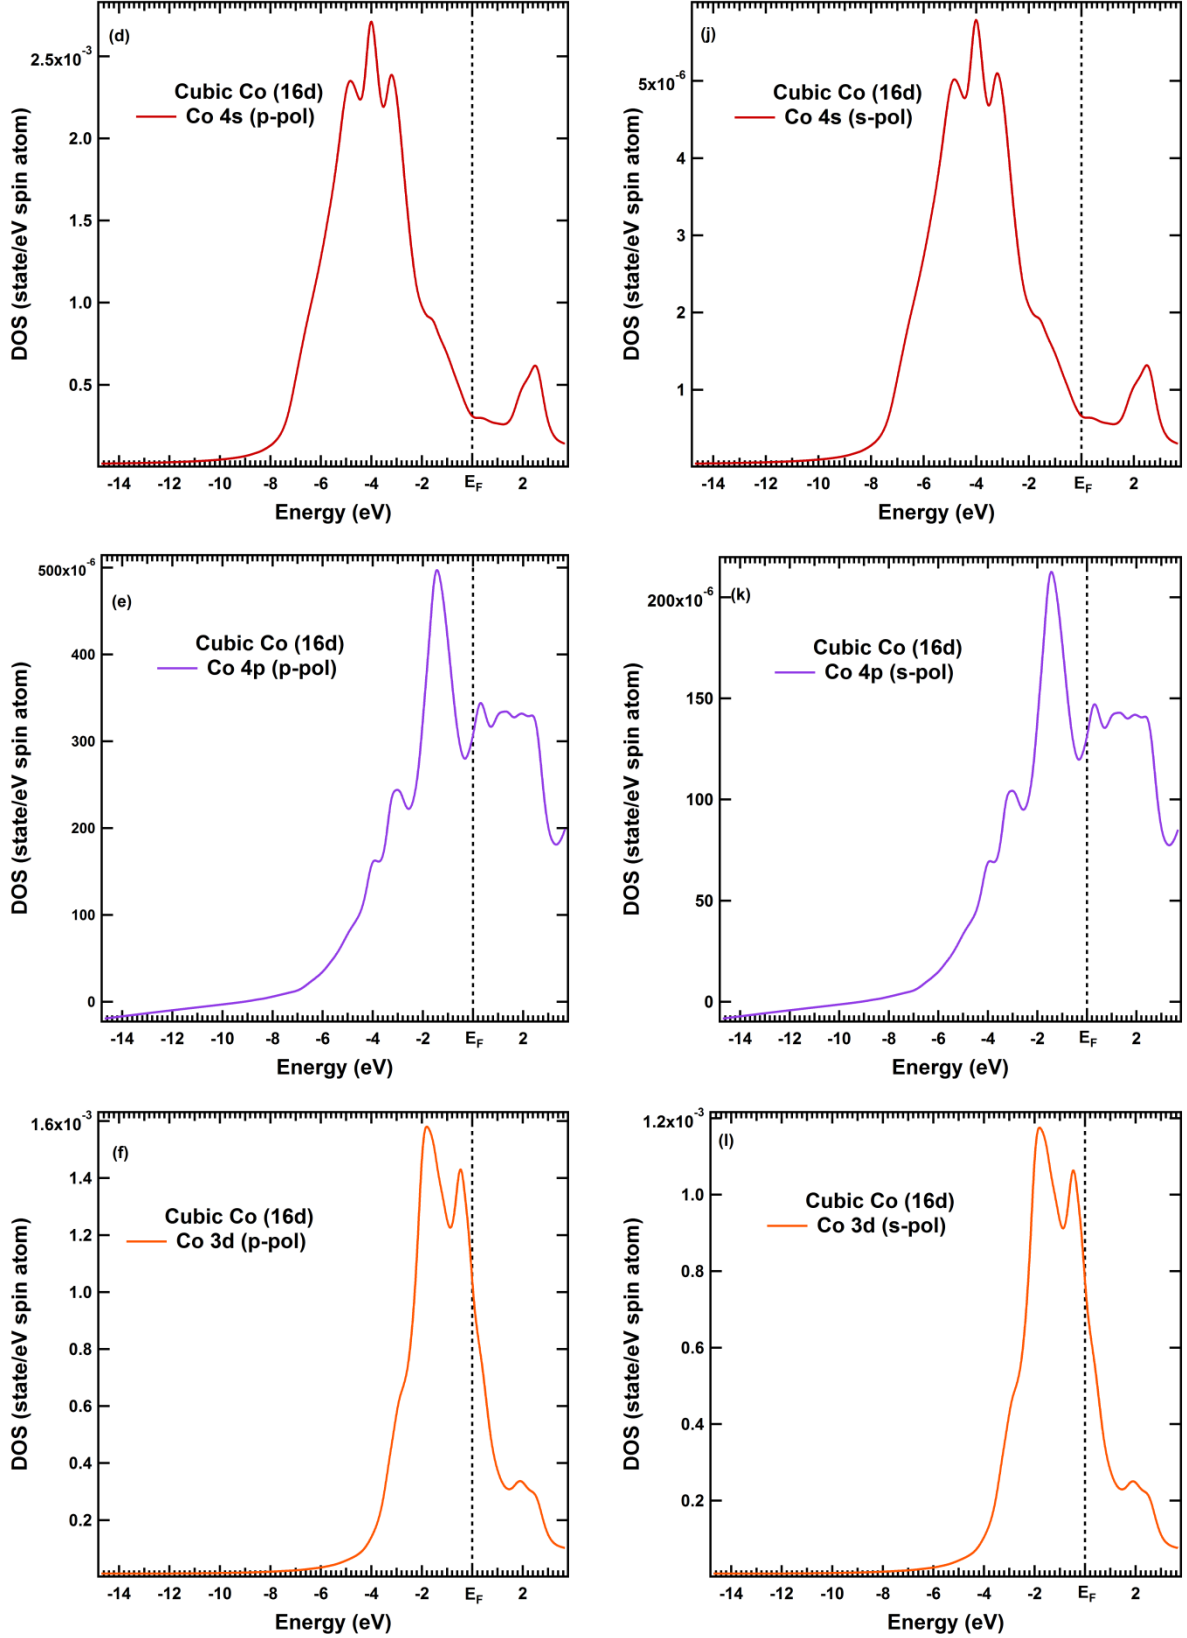 (d)
2.5x10⁻³
2.0
1.5
1.0
0.5
DOS (state/eV spin atom)
Cubic Co (16d)
Co 4s (p-pol)
-14 -12 -10 -8 -6 -4 -2 E_F 2
Energy (eV)
(j)
5x10⁻⁶
4
3
2
1
DOS (state/eV spin atom)
Cubic Co (16d)
Co 4s (s-pol)
-14 -12 -10 -8 -6 -4 -2 E_F 2
Energy (eV)
500x10⁻⁶
(e)
400
300
200
100
0
DOS (state/eV spin atom)
Cubic Co (16d)
Co 4p (p-pol)
-14 -12 -10 -8 -6 -4 -2 E_F 2
Energy (eV)
200x10⁻⁶
(k)
150
100
50
0
DOS (state/eV spin atom)
Cubic Co (16d)
Co 4p (s-pol)
-14 -12 -10 -8 -6 -4 -2 E_F 2
Energy (eV)
1.6x10⁻³
(f)
1.4
1.2
1.0
0.8
0.6
0.4
0.2
DOS (state/eV spin atom)
Cubic Co (16d)
Co 3d (p-pol)
-14 -12 -10 -8 -6 -4 -2 E_F 2
Energy (eV)
1.2x10⁻³
(l)
1.0
0.8
0.6
0.4
0.2
DOS (state/eV spin atom)
Cubic Co (16d)
Co 3d (s-pol)
-14 -12 -10 -8 -6 -4 -2 E_F 2
Energy (eV)